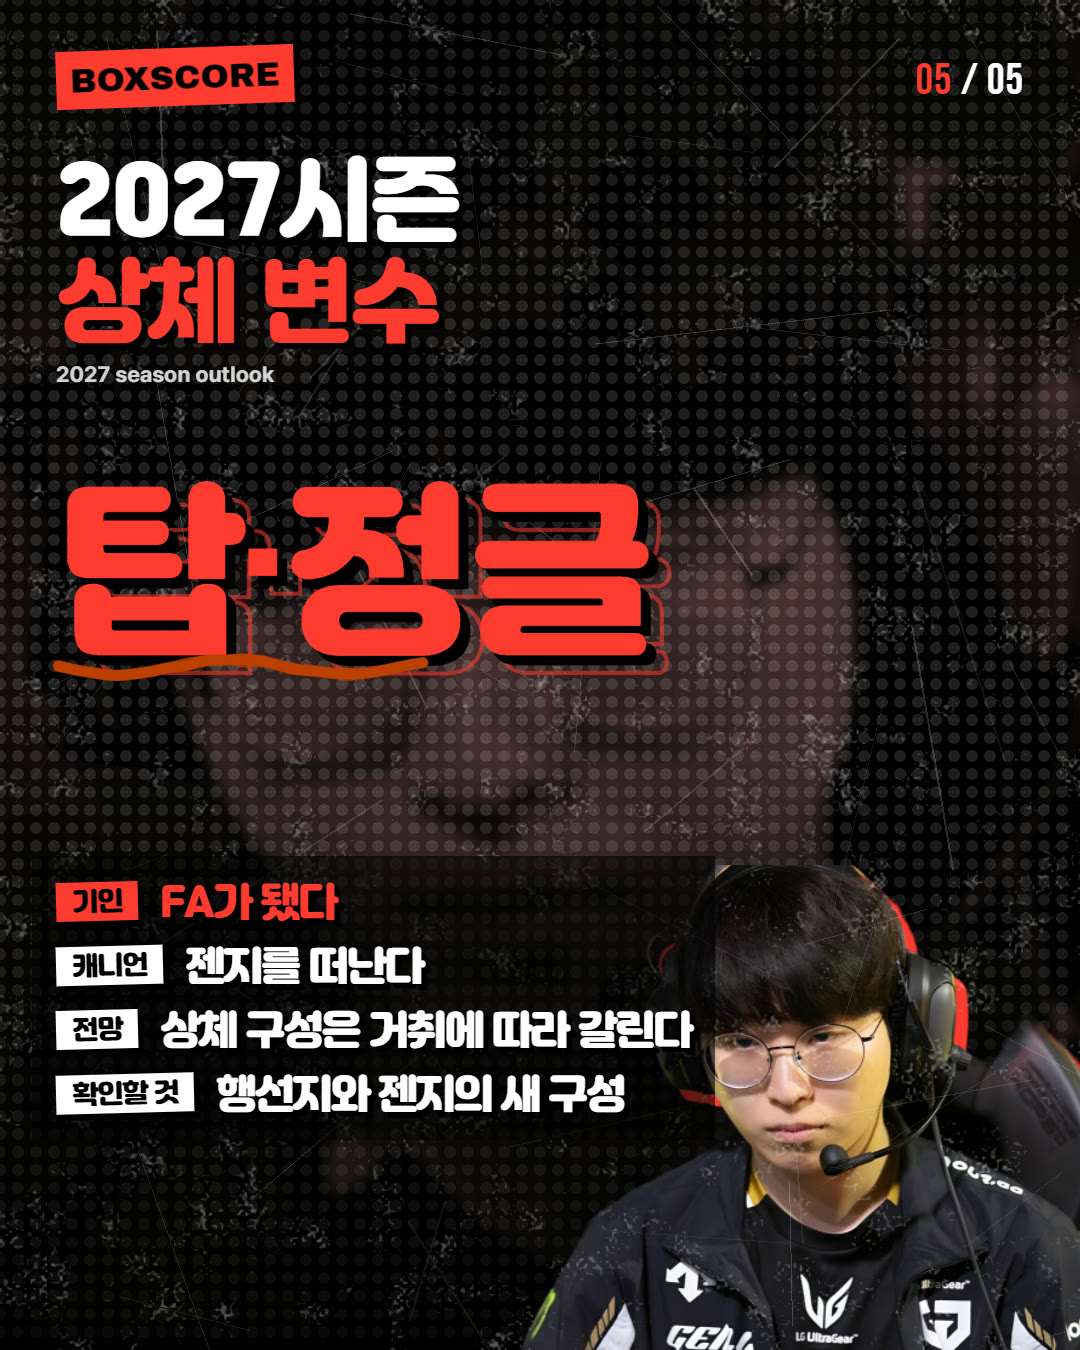 BOXSCORE
05 / 05
2027시즌
상체 변수
2027 season outlook
탑·정글
기인 FA가 됐다
캐니언 젠지를 떠난다
전망 상체 구성은 거취에 따라 갈린다
확인할 것 행선지와 젠지의 새 구성
LG UltraGear™
UltraGear™